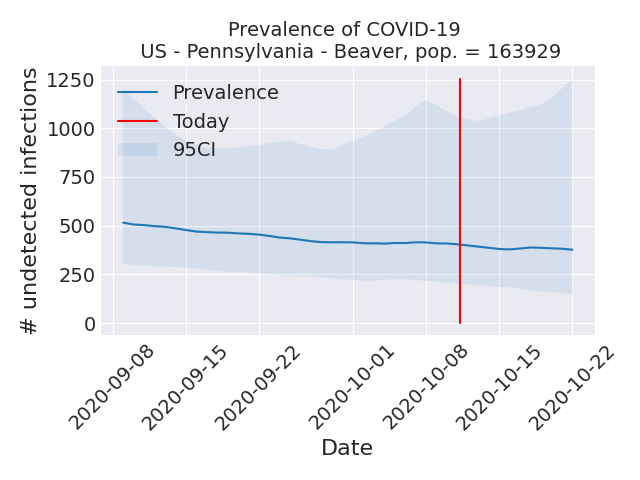 Prevalence of COVID-19
US - Pennsylvania - Beaver, pop. = 163929
# undetected infections
1250
1000
750
500
250
0
Prevalence
Today
95CI
2020-09-08
2020-09-15
2020-09-22
2020-10-01
2020-10-08
2020-10-15
2020-10-22
Date